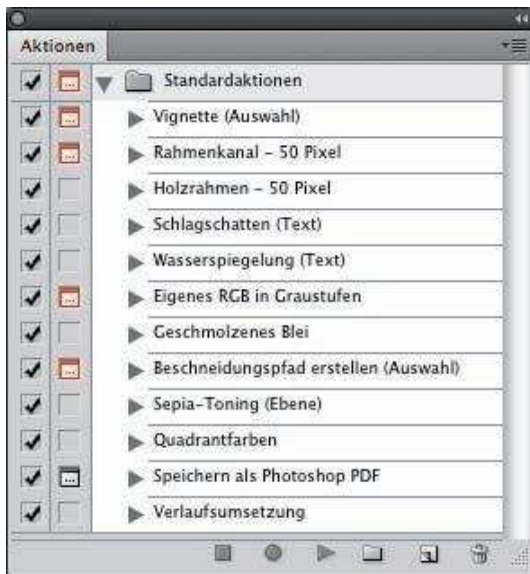 Aktionen
Standardaktionen
Vignette (Auswahl)
Rahmenkanal – 50 Pixel
Holzrahmen – 50 Pixel
Schlagschatten (Text)
Wasserspiegelung (Text)
Eigenes RGB in Graustufen
Geschmolzenes Blei
Beschneidungspfad erstellen (Auswahl)
Sepia-Toning (Ebene)
Quadrantfarben
Speichern als Photoshop PDF
Verlaufsumsetzung